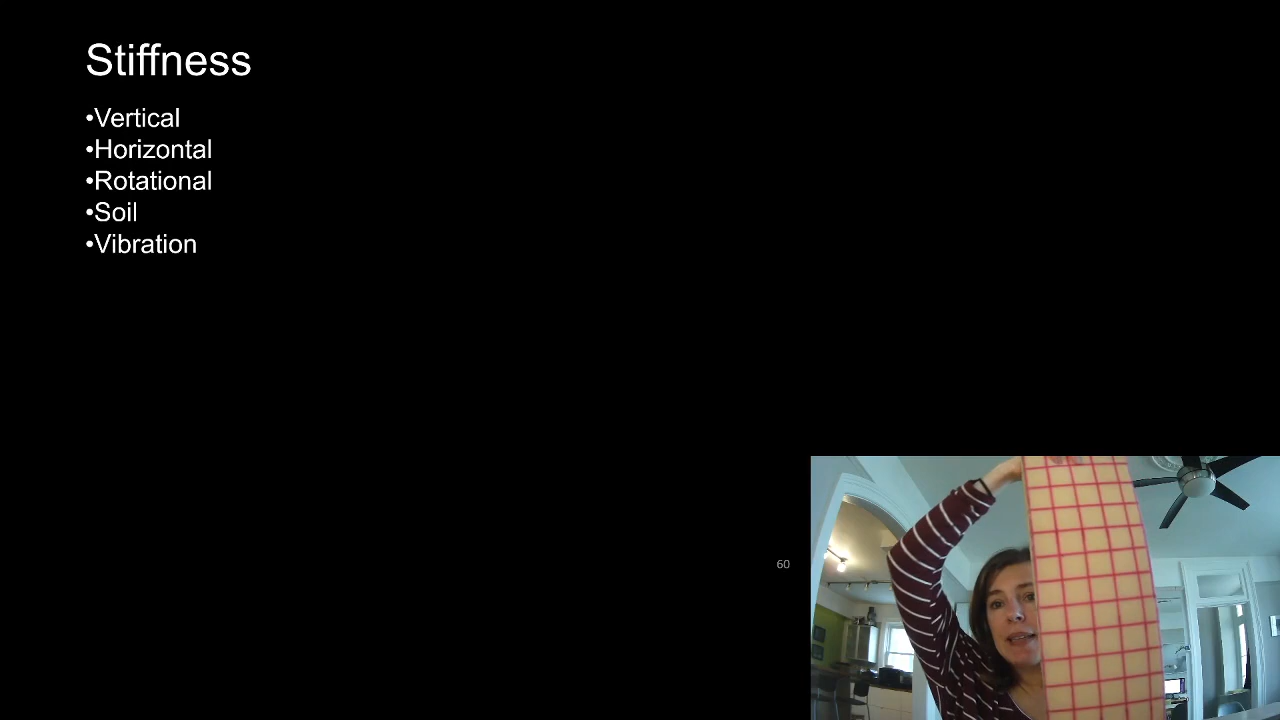 Stiffness
•Vertical
•Horizontal
•Rotational
•Soil
•Vibration
60